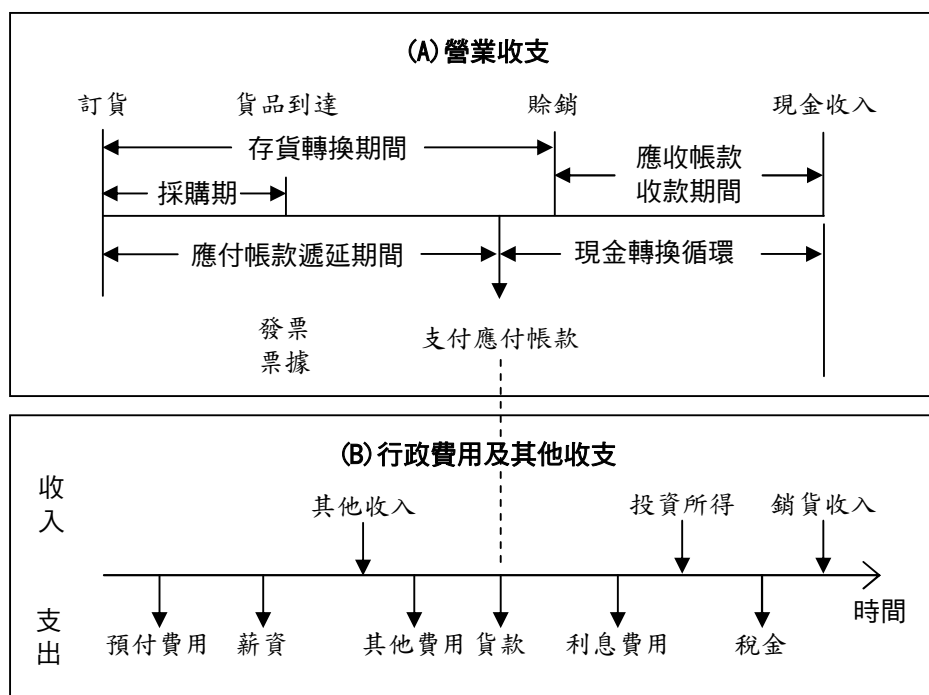 (A)營業收支
訂貨 貨品到達 賒銷 現金收入
存貨轉換期間
應收帳款
收款期間
採購期
應付帳款遞延期間 現金轉換循環
發票
票據
支付應付帳款
(B)行政費用及其他收支
收
入
其他收入 投資所得 銷貨收入
時間
支
出
預付費用 薪資 其他費用 貨款 利息費用 稅金